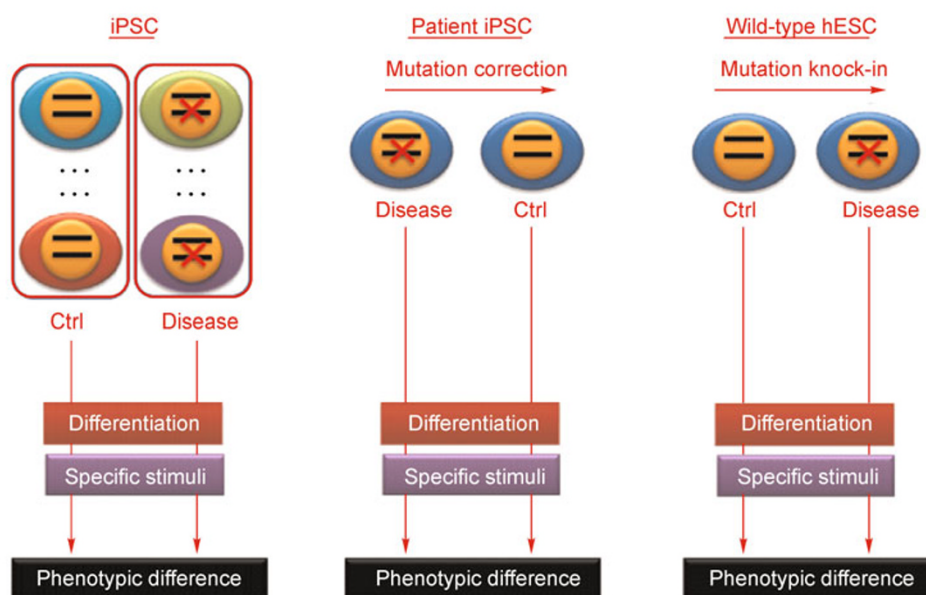 iPSC
Patient iPSC
Wild-type hESC
Mutation correction
Mutation knock-in
... ...
... ...
Disease
Ctrl
Ctrl
Disease
Ctrl
Disease
Differentiation
Differentiation
Differentiation
Specific stimuli
Specific stimuli
Specific stimuli
Phenotypic difference
Phenotypic difference
Phenotypic difference